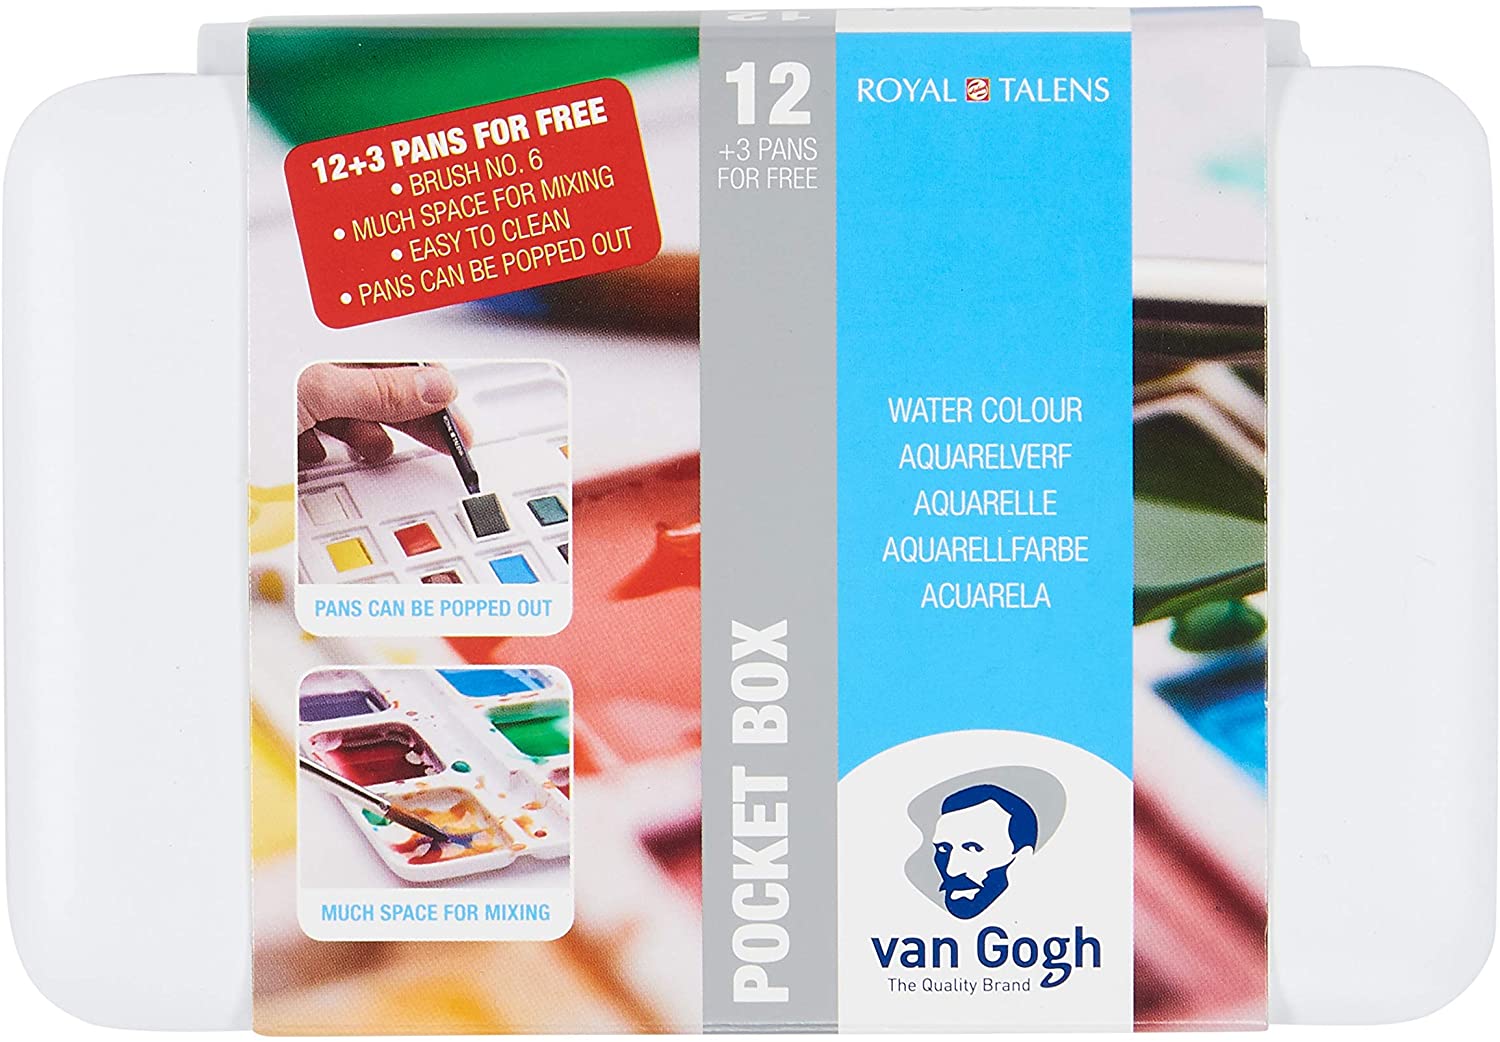 12+3 PANS FOR FREE
• BRUSH NO. 6
• MUCH SPACE FOR MIXING
• EASY TO CLEAN
• PANS CAN BE POPPED OUT
PANS CAN BE POPPED OUT
MUCH SPACE FOR MIXING
12
12
+3 PANS
FOR FREE
POCKET BOX
ROYAL TALENS
WATER COLOUR
AQUARELVERF
AQUARELLE
AQUARELLFARBE
ACUARELA
van Gogh
The Quality Brand